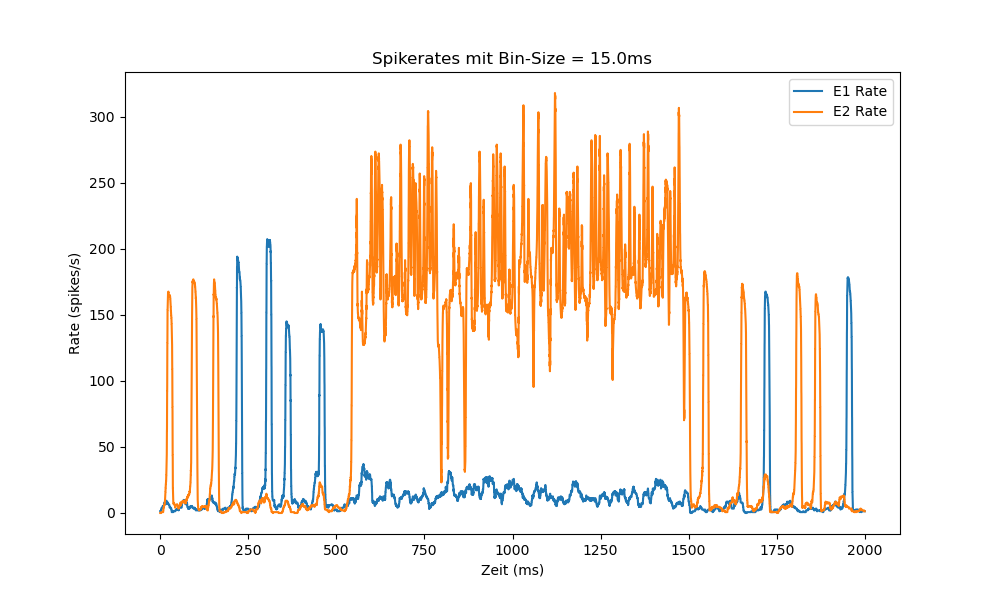 Spikerates mit Bin-Size = 15.0ms
E1 Rate
E2 Rate
Rate (spikes/s)
300
250
200
150
100
50
0
0 250 500 750 1000 1250 1500 1750 2000
Zeit (ms)